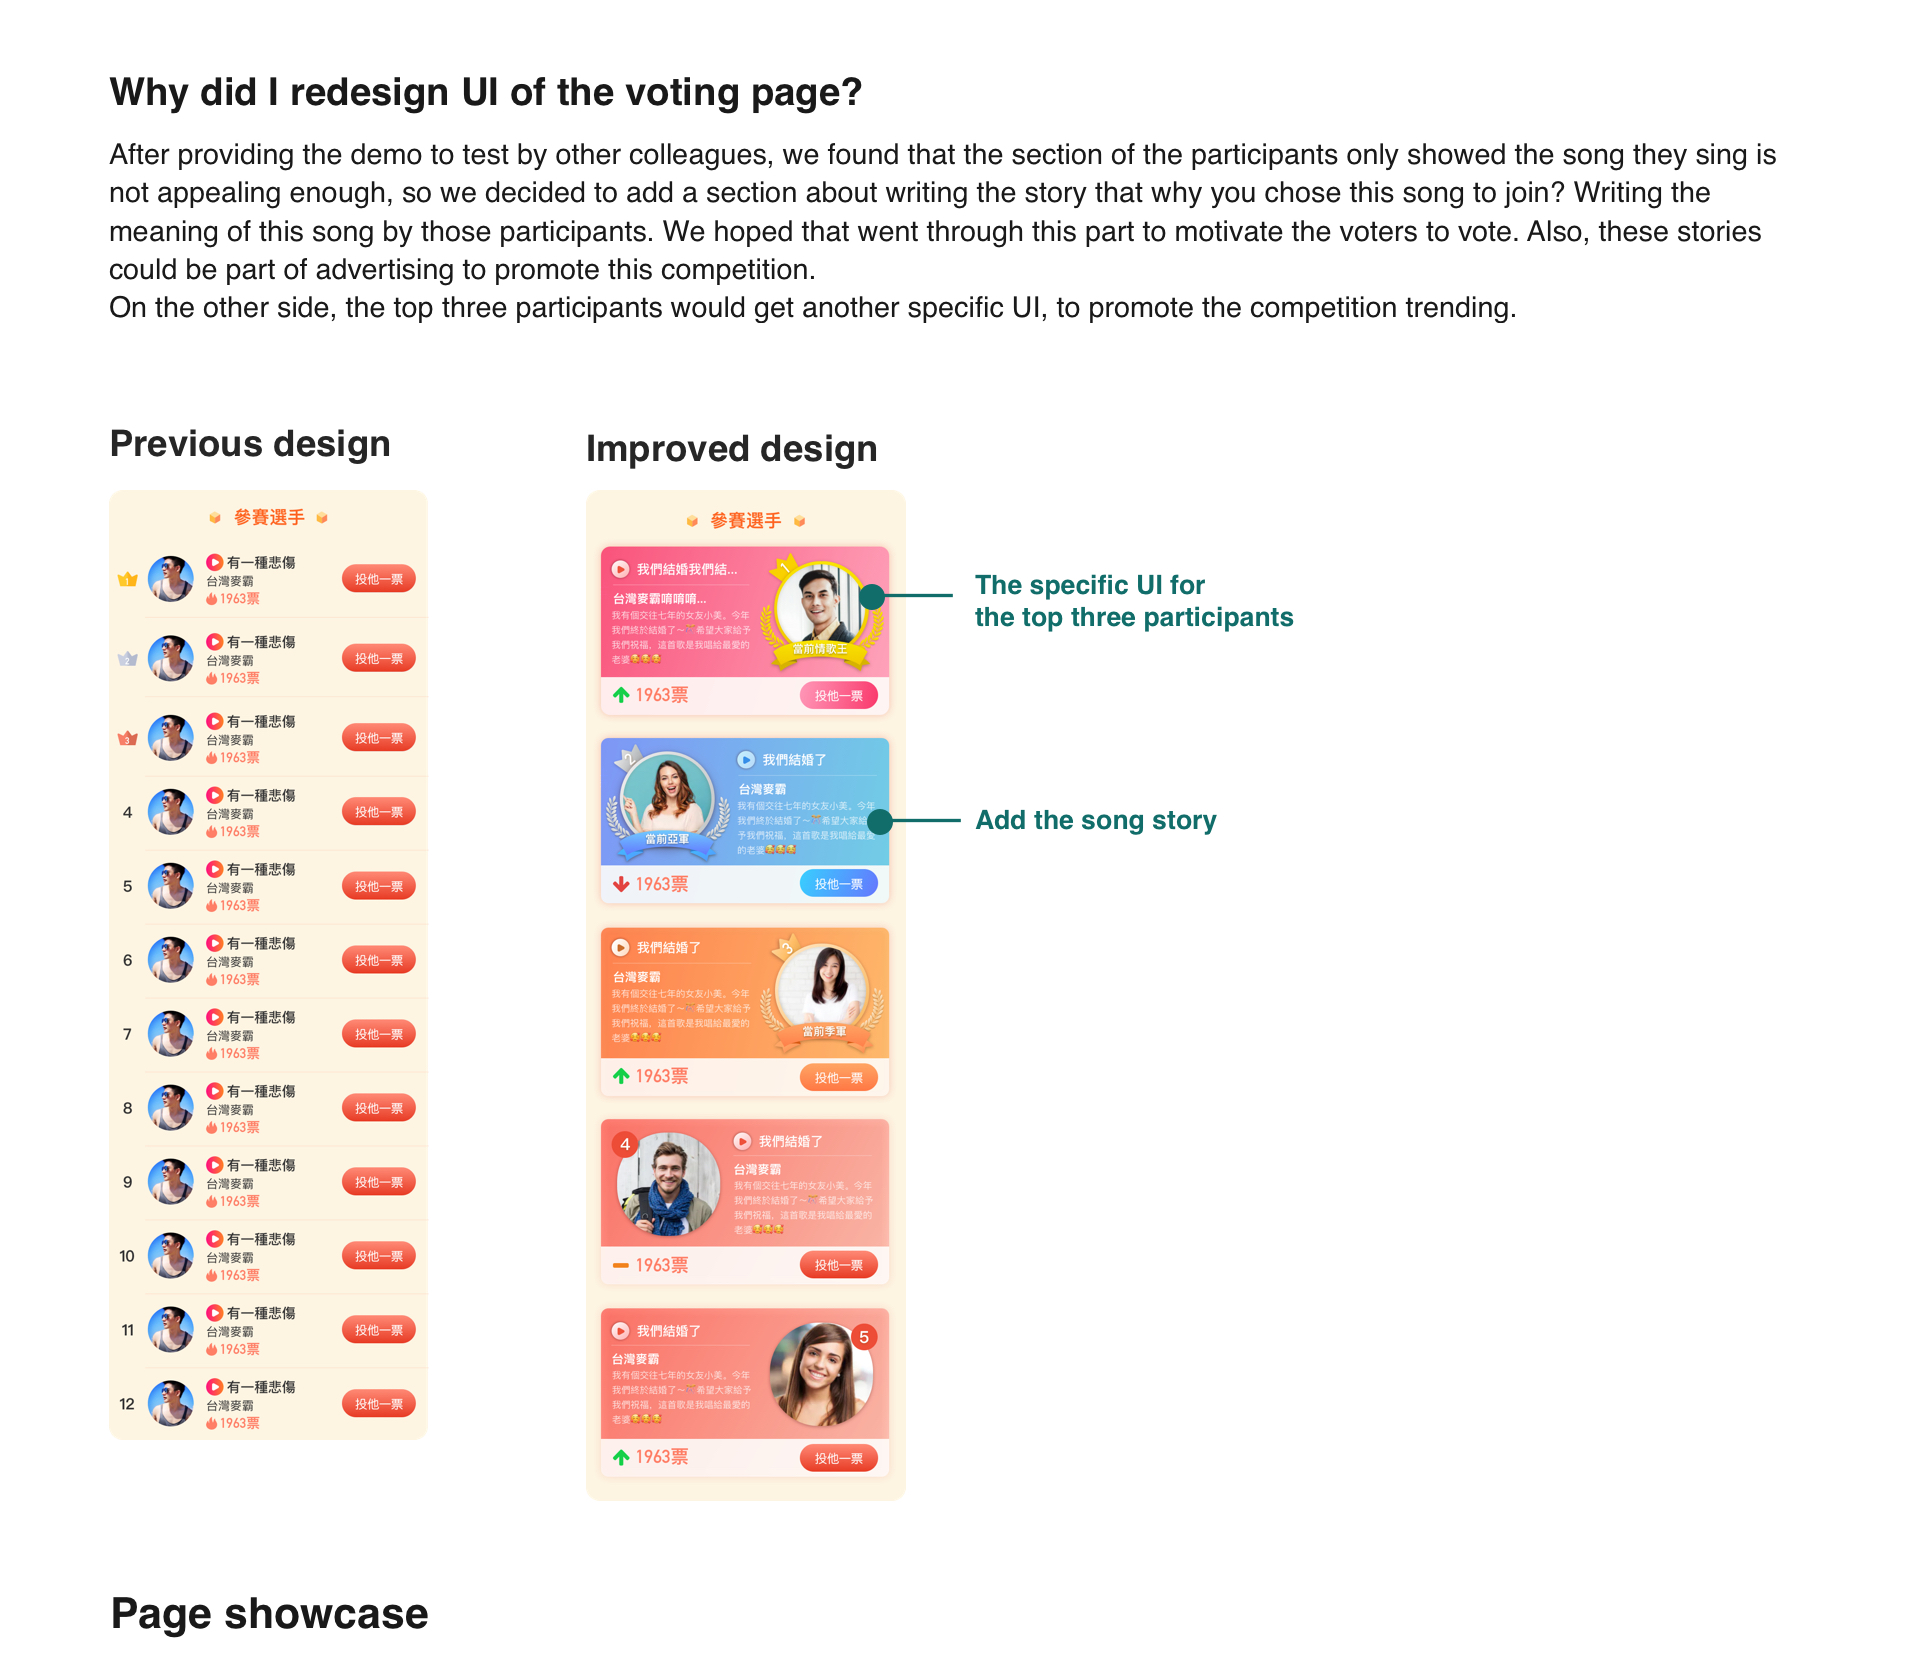 Why did I redesign UI of the voting page?
After providing the demo to test by other colleagues, we found that the section of the participants only showed the song they sing is
not appealing enough, so we decided to add a section about writing the story that why you chose this song to join? Writing the
meaning of this song by those participants. We hoped that went through this part to motivate the voters to vote. Also, these stories
could be part of advertising to promote this competition.
On the other side, the top three participants would get another specific UI, to promote the competition trending.
Previous design
參賽選手
1
有一種悲傷
台灣麥霸
1963票
投他一票
2
有一種悲傷
台灣麥霸
1963票
投他一票
3
有一種悲傷
台灣麥霸
1963票
投他一票
4
有一種悲傷
台灣麥霸
1963票
投他一票
5
有一種悲傷
台灣麥霸
1963票
投他一票
6
有一種悲傷
台灣麥霸
1963票
投他一票
7
有一種悲傷
台灣麥霸
1963票
投他一票
8
有一種悲傷
台灣麥霸
1963票
投他一票
9
有一種悲傷
台灣麥霸
1963票
投他一票
10
有一種悲傷
台灣麥霸
1963票
投他一票
11
有一種悲傷
台灣麥霸
1963票
投他一票
12
有一種悲傷
台灣麥霸
1963票
投他一票
Improved design
參賽選手
我們結婚我們結...
1
台灣麥霸唷唷唷...
我有個交往七年的女友小美。今年
我們終於結婚了～🎊希望大家給予
我們祝福，這首歌是我唱給最愛的
老婆🥰🥰🥰
當前情歌王
1963票
投他一票
The specific UI for
the top three participants
2
我們結婚了
台灣麥霸
我有個交往七年的女友小美。今年
我們終於結婚了～🎊希望大家給
予我們祝福，這首歌是我唱給最愛
的老婆🥰🥰🥰
當前亞軍
1963票
投他一票
Add the song story
我們結婚了
3
台灣麥霸
我有個交往七年的女友小美。今年
我們終於結婚了～🎊希望大家給予
我們祝福，這首歌是我唱給最愛的
老婆🥰🥰🥰
當前季軍
1963票
投他一票
4
我們結婚了
台灣麥霸
我有個交往七年的女友小美。今年
我們終於結婚了～🎊希望大家給予
我們祝福，這首歌是我唱給最愛的
老婆🥰🥰🥰
1963票
投他一票
我們結婚了
5
台灣麥霸
我有個交往七年的女友小美。今年
我們終於結婚了～🎊希望大家給予
我們祝福，這首歌是我唱給最愛的
老婆🥰🥰🥰
1963票
投他一票
Page showcase